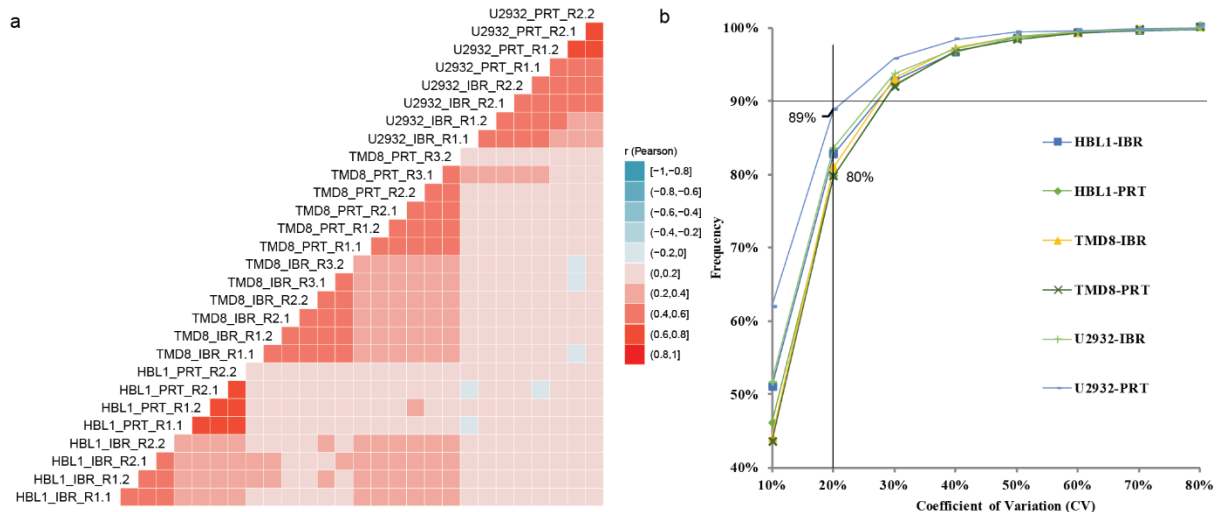 a
U2932_PRT_R2.2
U2932_PRT_R2.1
U2932_PRT_R1.2
U2932_PRT_R1.1
U2932_IBR_R2.2
U2932_IBR_R2.1
U2932_IBR_R1.2
U2932_IBR_R1.1
TMD8_PRT_R3.2
TMD8_PRT_R3.1
TMD8_PRT_R2.2
TMD8_PRT_R2.1
TMD8_PRT_R1.2
TMD8_PRT_R1.1
TMD8_IBR_R3.2
TMD8_IBR_R3.1
TMD8_IBR_R2.2
TMD8_IBR_R2.1
TMD8_IBR_R1.2
TMD8_IBR_R1.1
HBL1_PRT_R2.2
HBL1_PRT_R2.1
HBL1_PRT_R1.2
HBL1_PRT_R1.1
HBL1_IBR_R2.2
HBL1_IBR_R2.1
HBL1_IBR_R1.2
HBL1_IBR_R1.1
r (Pearson)
[−1,−0.8]
(−0.8,−0.6]
(−0.6,−0.4]
(−0.4,−0.2]
(−0.2,0]
(0,0.2]
(0.2,0.4]
(0.4,0.6]
(0.6,0.8]
(0.8,1]
b
100%
90%
80%
70%
60%
50%
40%
Frequency
89%
80%
HBL1-IBR
HBL1-PRT
TMD8-IBR
TMD8-PRT
U2932-IBR
U2932-PRT
10% 20% 30% 40% 50% 60% 70% 80%
Coefficient of Variation (CV)